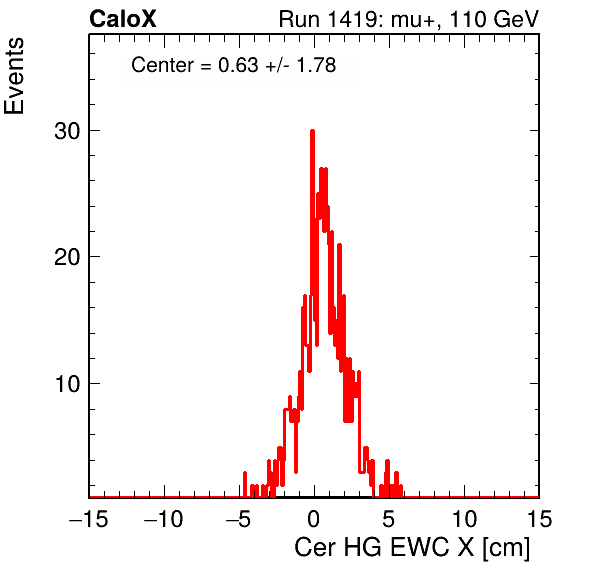 CaloX Run 1419: mu+, 110 GeV
Center = 0.63 +/- 1.78
Events
30
20
10
−15 −10 −5 0 5 10 15
Cer HG EWC X [cm]